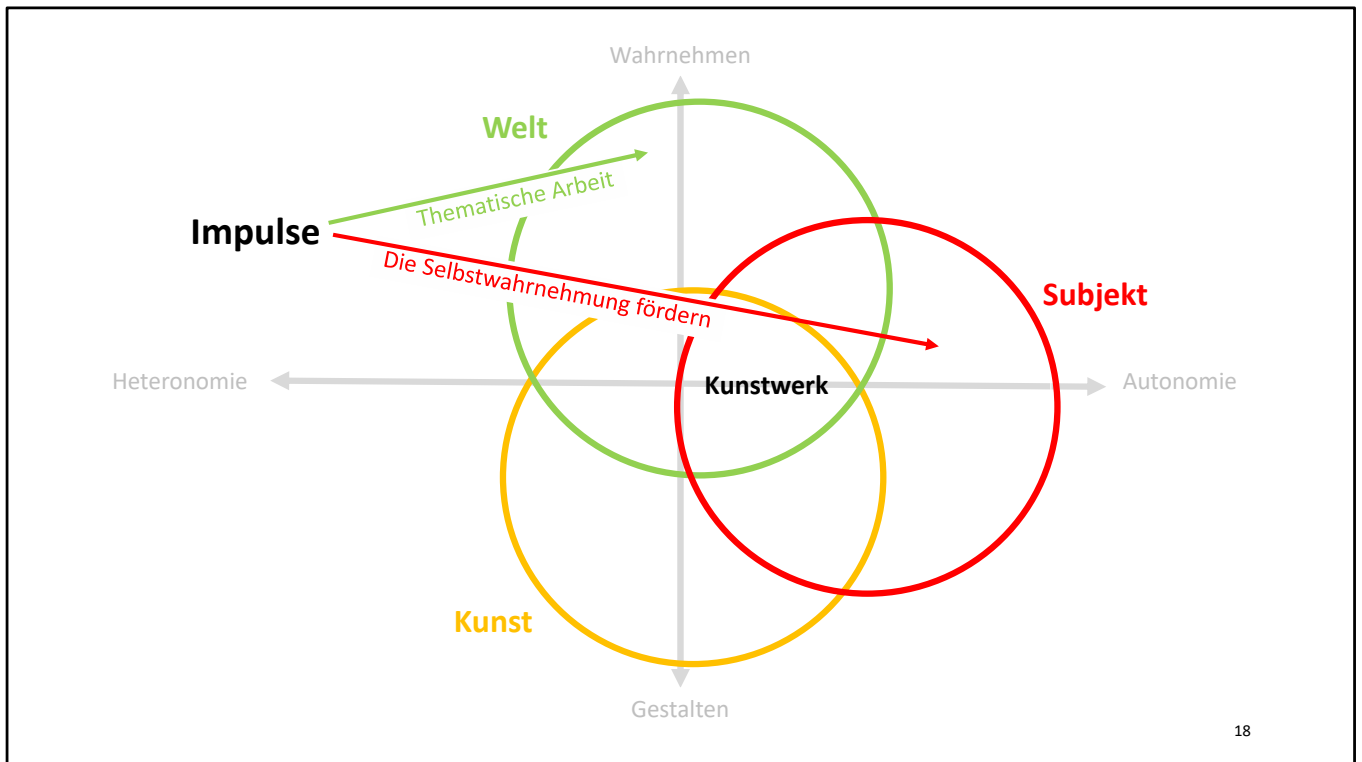 Wahrnehmen
Welt
Thematische Arbeit
Impulse
Die Selbstwahrnehmung fördern
Subjekt
Heteronomie
Kunstwerk
Autonomie
Kunst
Gestalten
18